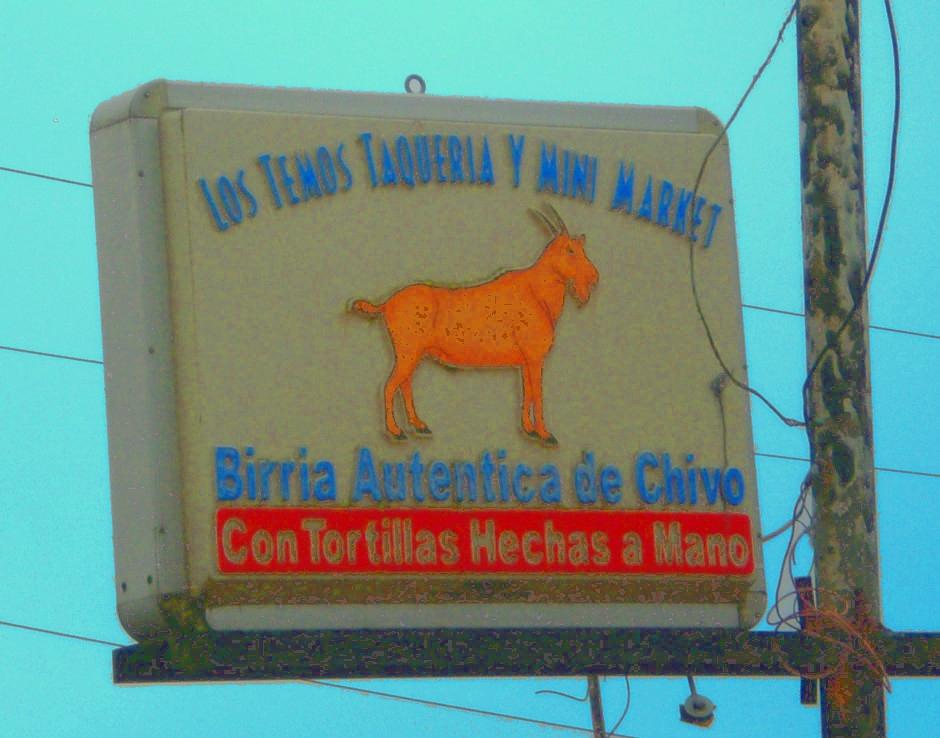 Los Temos Taqueria Y Mini Market
Birria Autentica de Chivo
Con Tortillas Hechas a Mano